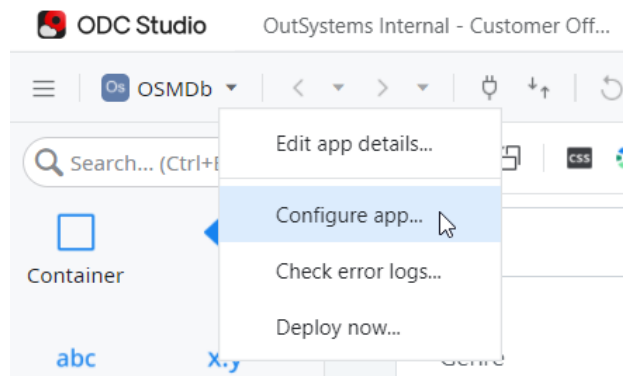 ODC Studio OutSystems Internal - Customer Off...
Os OSMDb
Edit app details...
Search... (Ctrl+E
css
Configure app...
Container
Check error logs...
Deploy now...
abc x.y
Genre